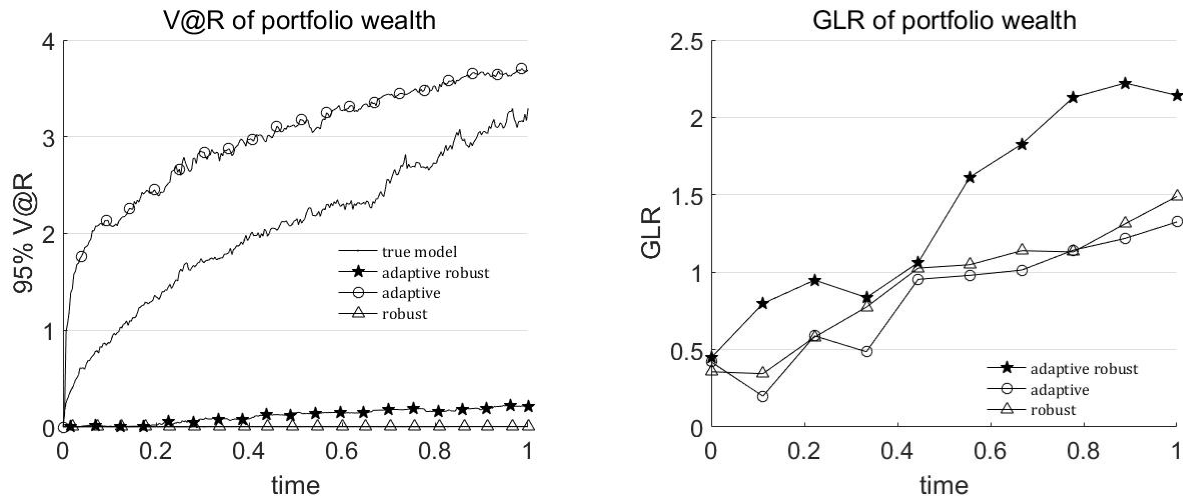 V@R of portfolio wealth
4
3
2
1
0
95% V@R
0
0.2
0.4
0.6
0.8
1
time
true model
adaptive robust
adaptive
robust
GLR of portfolio wealth
2.5
2
1.5
1
0.5
0
GLR
0
0.2
0.4
0.6
0.8
1
time
adaptive robust
adaptive
robust